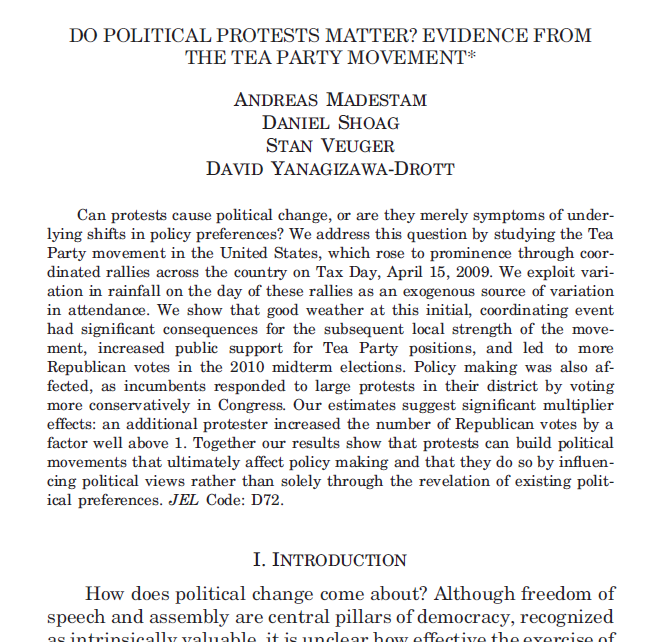 DO POLITICAL PROTESTS MATTER? EVIDENCE FROM
THE TEA PARTY MOVEMENT*
ANDREAS MADESTAM
DANIEL SHOAG
STAN VEUGER
DAVID YANAGIZAWA-DROTT
Can protests cause political change, or are they merely symptoms of under-
lying shifts in policy preferences? We address this question by studying the Tea
Party movement in the United States, which rose to prominence through coor-
dinated rallies across the country on Tax Day, April 15, 2009. We exploit vari-
ation in rainfall on the day of these rallies as an exogenous source of variation
in attendance. We show that good weather at this initial, coordinating event
had significant consequences for the subsequent local strength of the move-
ment, increased public support for Tea Party positions, and led to more
Republican votes in the 2010 midterm elections. Policy making was also af-
fected, as incumbents responded to large protests in their district by voting
more conservatively in Congress. Our estimates suggest significant multiplier
effects: an additional protester increased the number of Republican votes by a
factor well above 1. Together our results show that protests can build political
movements that ultimately affect policy making and that they do so by influen-
cing political views rather than solely through the revelation of existing polit-
ical preferences. JEL Code: D72.
I. INTRODUCTION
How does political change come about? Although freedom of
speech and assembly are central pillars of democracy, recognized
as intrinsically valuable, it is unclear how effective the exercise of